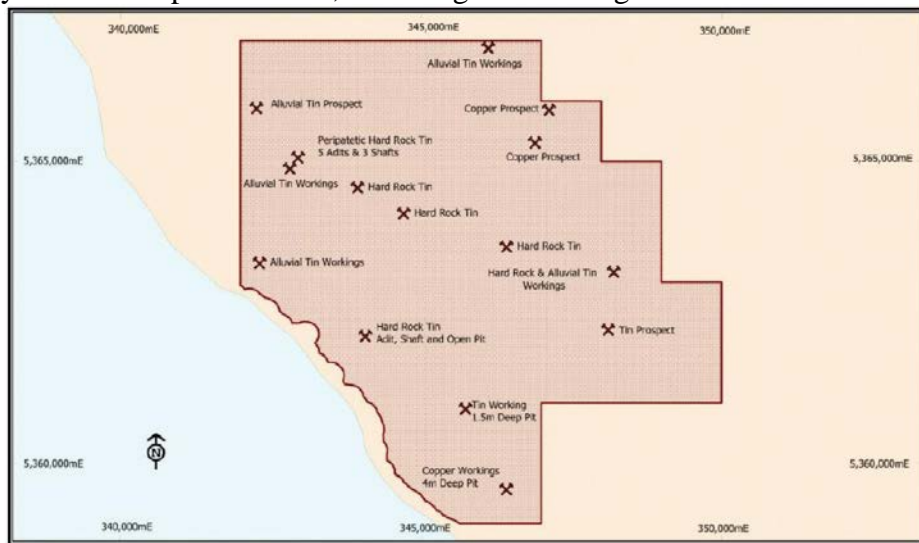 340,000mE
345,000mE
350,000mE
Alluvial Tin Workings
Alluvial Tin Prospect
Copper Prospect
Peripatetic Hard Rock Tin
5 Adits & 3 Shafts
Copper Prospect
5,365,000mE
5,365,000mE
Alluvial Tin Workings
Hard Rock Tin
Hard Rock Tin
Hard Rock Tin
Alluvial Tin Workings
Hard Rock & Alluvial Tin
Workings
Hard Rock Tin
Adit, Shaft and Open Pit
Tin Prospect
Tin Working
1.5m Deep Pit
N
5,360,000mE
5,360,000mE
Copper Workings
4m Deep Pit
340,000mE
345,000mE
350,000mE